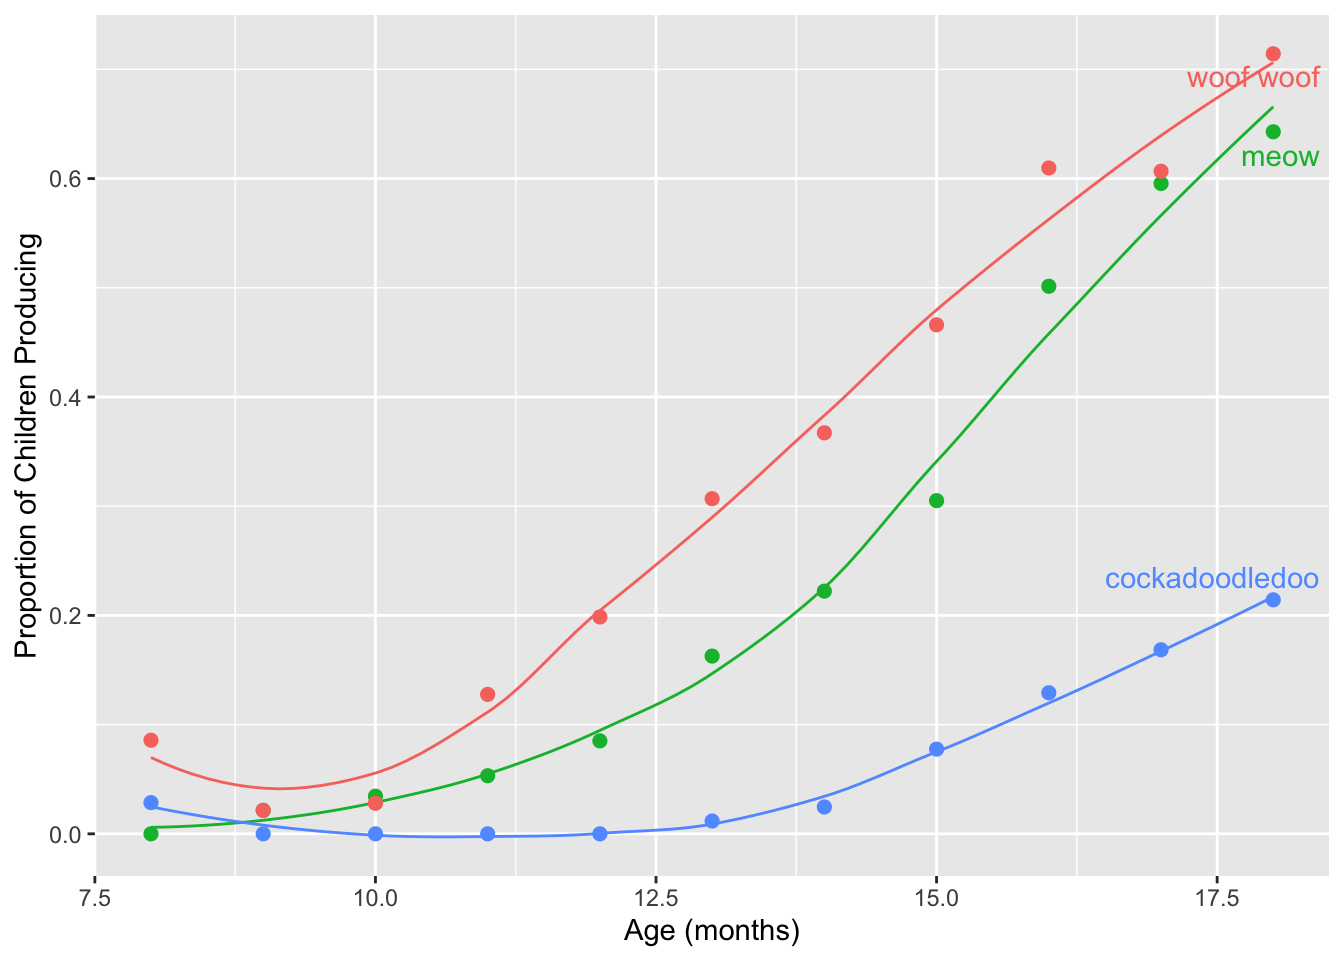 woof woof
meow
cockadoodledoo
0.6
0.4
0.2
0.0
Proportion of Children Producing
7.5 10.0 12.5 15.0 17.5
Age (months)